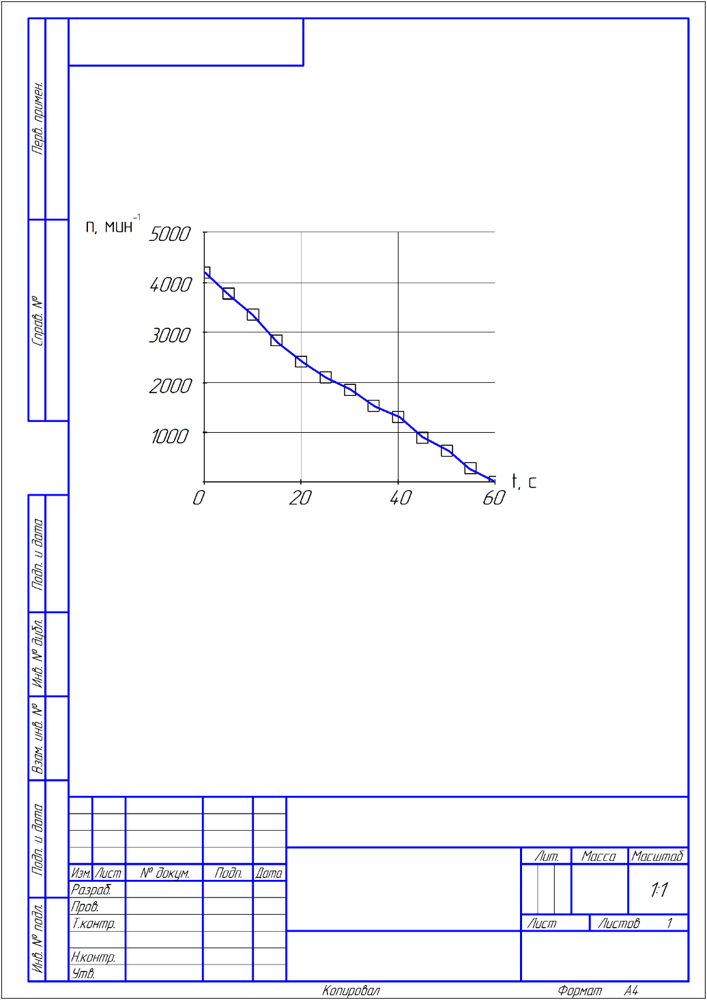 Перв. примен.
Справ. №
Подп. и дата
Инв. № дубл.
Взам. инв. №
Подп. и дата
Инв. № подл.
n, мин⁻¹
5000
4000
3000
2000
1000
0 20 40 60
t, с
Изм. Лист № докум. Подп. Дата
Разраб.
Пров.
Т.контр.
Н.контр.
Утв.
Лит. Масса Масштаб
1:1
Лист Листов 1
Копировал Формат А4